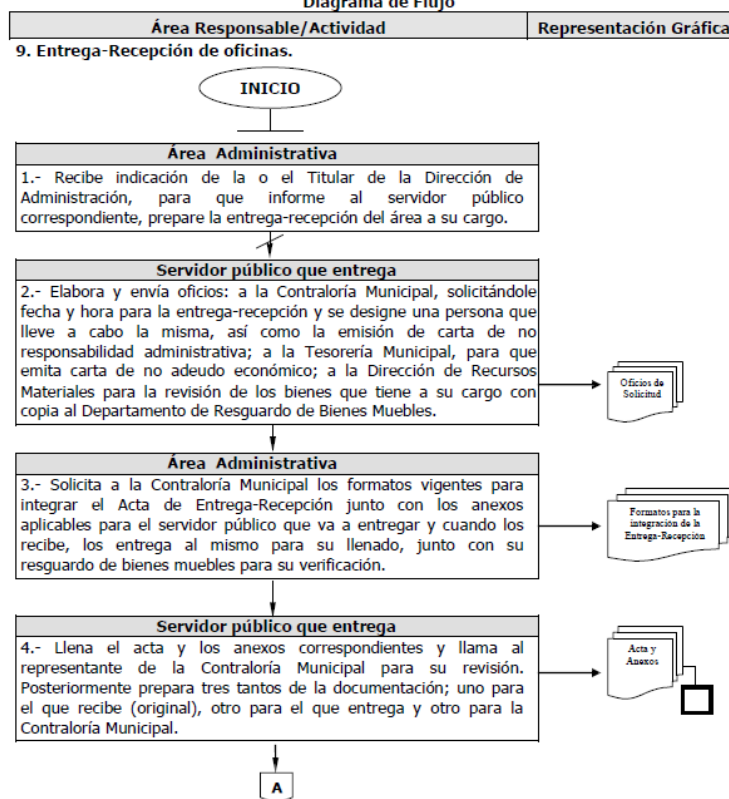 Diagrama de Flujo
Área Responsable/Actividad
Representación Gráfica
9. Entrega-Recepción de oficinas.
INICIO
Área Administrativa
1.- Recibe indicación de la o el Titular de la Dirección de
Administración, para que informe al servidor público
correspondiente, prepare la entrega-recepción del área a su cargo.
Servidor público que entrega
2.- Elabora y envía oficios: a la Contraloría Municipal, solicitándole
fecha y hora para la entrega-recepción y se designe una persona que
lleve a cabo la misma, así como la emisión de carta de no
responsabilidad administrativa; a la Tesorería Municipal, para que
emita carta de no adeudo económico; a la Dirección de Recursos
Materiales para la revisión de los bienes que tiene a su cargo con
copia al Departamento de Resguardo de Bienes Muebles.
Oficios de
Solicitud
Área Administrativa
3.- Solicita a la Contraloría Municipal los formatos vigentes para
integrar el Acta de Entrega-Recepción junto con los anexos
aplicables para el servidor público que va a entregar y cuando los
recibe, los entrega al mismo para su llenado, junto con su
resguardo de bienes muebles para su verificación.
Formatos para la
integración de la
Entrega-Recepción
Servidor público que entrega
4.- Llena el acta y los anexos correspondientes y llama al
representante de la Contraloría Municipal para su revisión.
Posteriormente prepara tres tantos de la documentación; uno para
el que recibe (original), otro para el que entrega y otro para la
Contraloría Municipal.
Acta y
Anexos
A